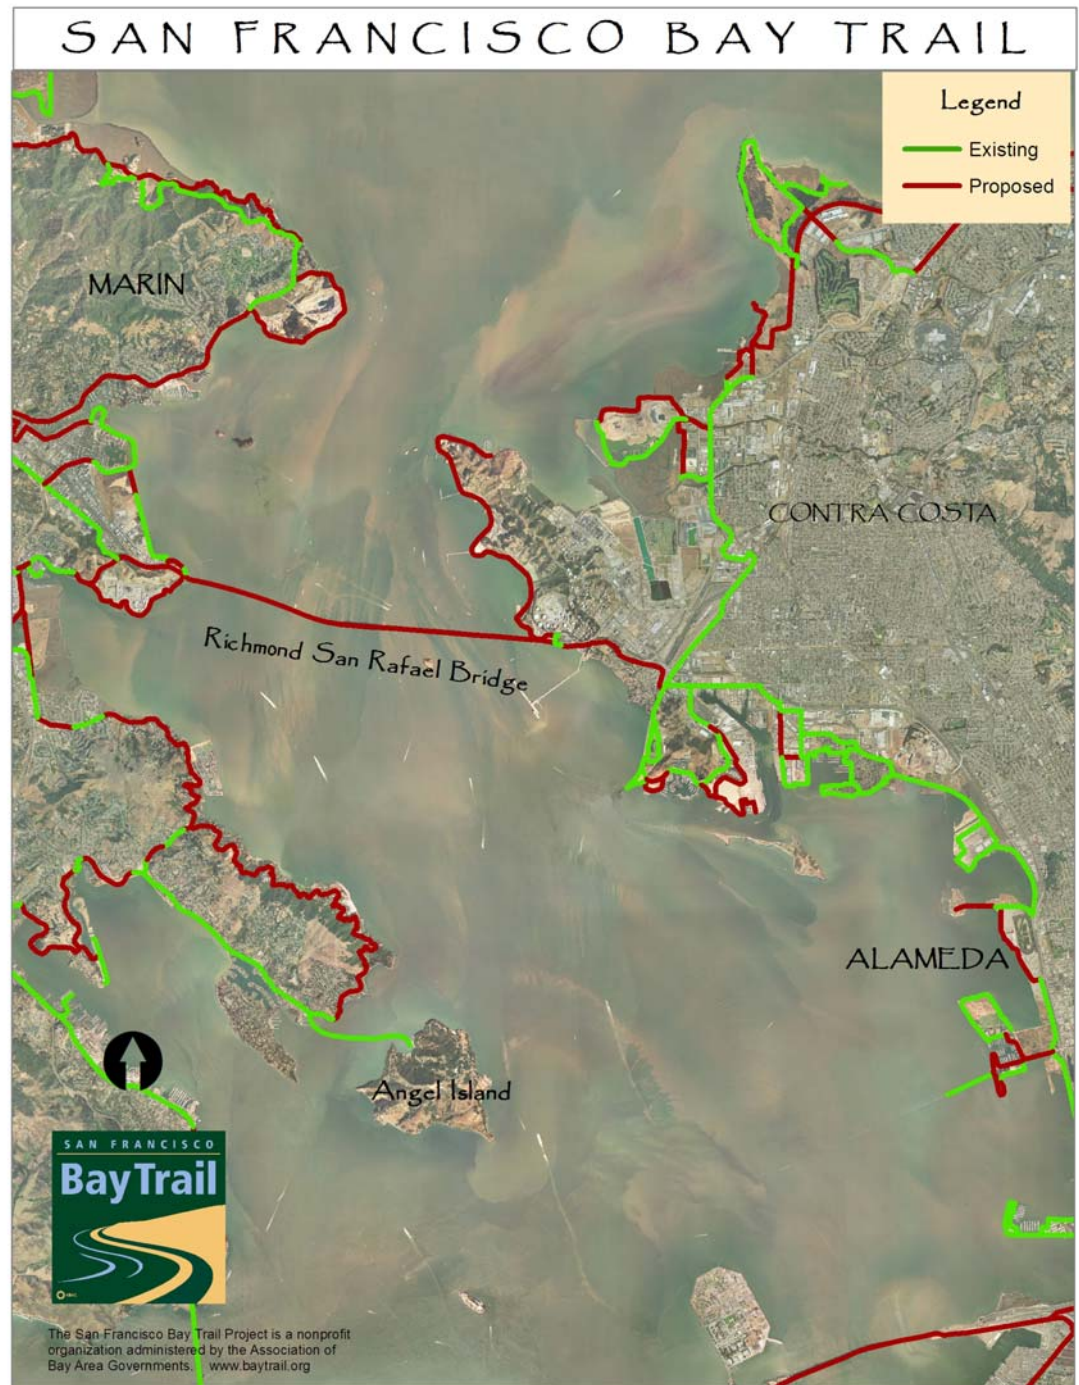 SAN FRANCISCO BAY TRAIL
Legend
Existing
Proposed
MARIN
CONTRA COSTA
Richmond San Rafael Bridge
ALAMEDA
Angel Island
SAN FRANCISCO
Bay Trail
The San Francisco Bay Trail Project is a nonprofit
organization administered by the Association of
Bay Area Governments. www.baytrail.org